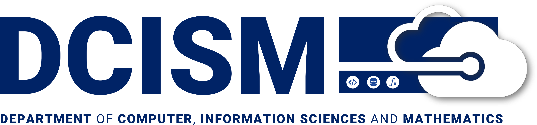 DCISM
DEPARTMENT OF COMPUTER, INFORMATION SCIENCES AND MATHEMATICS